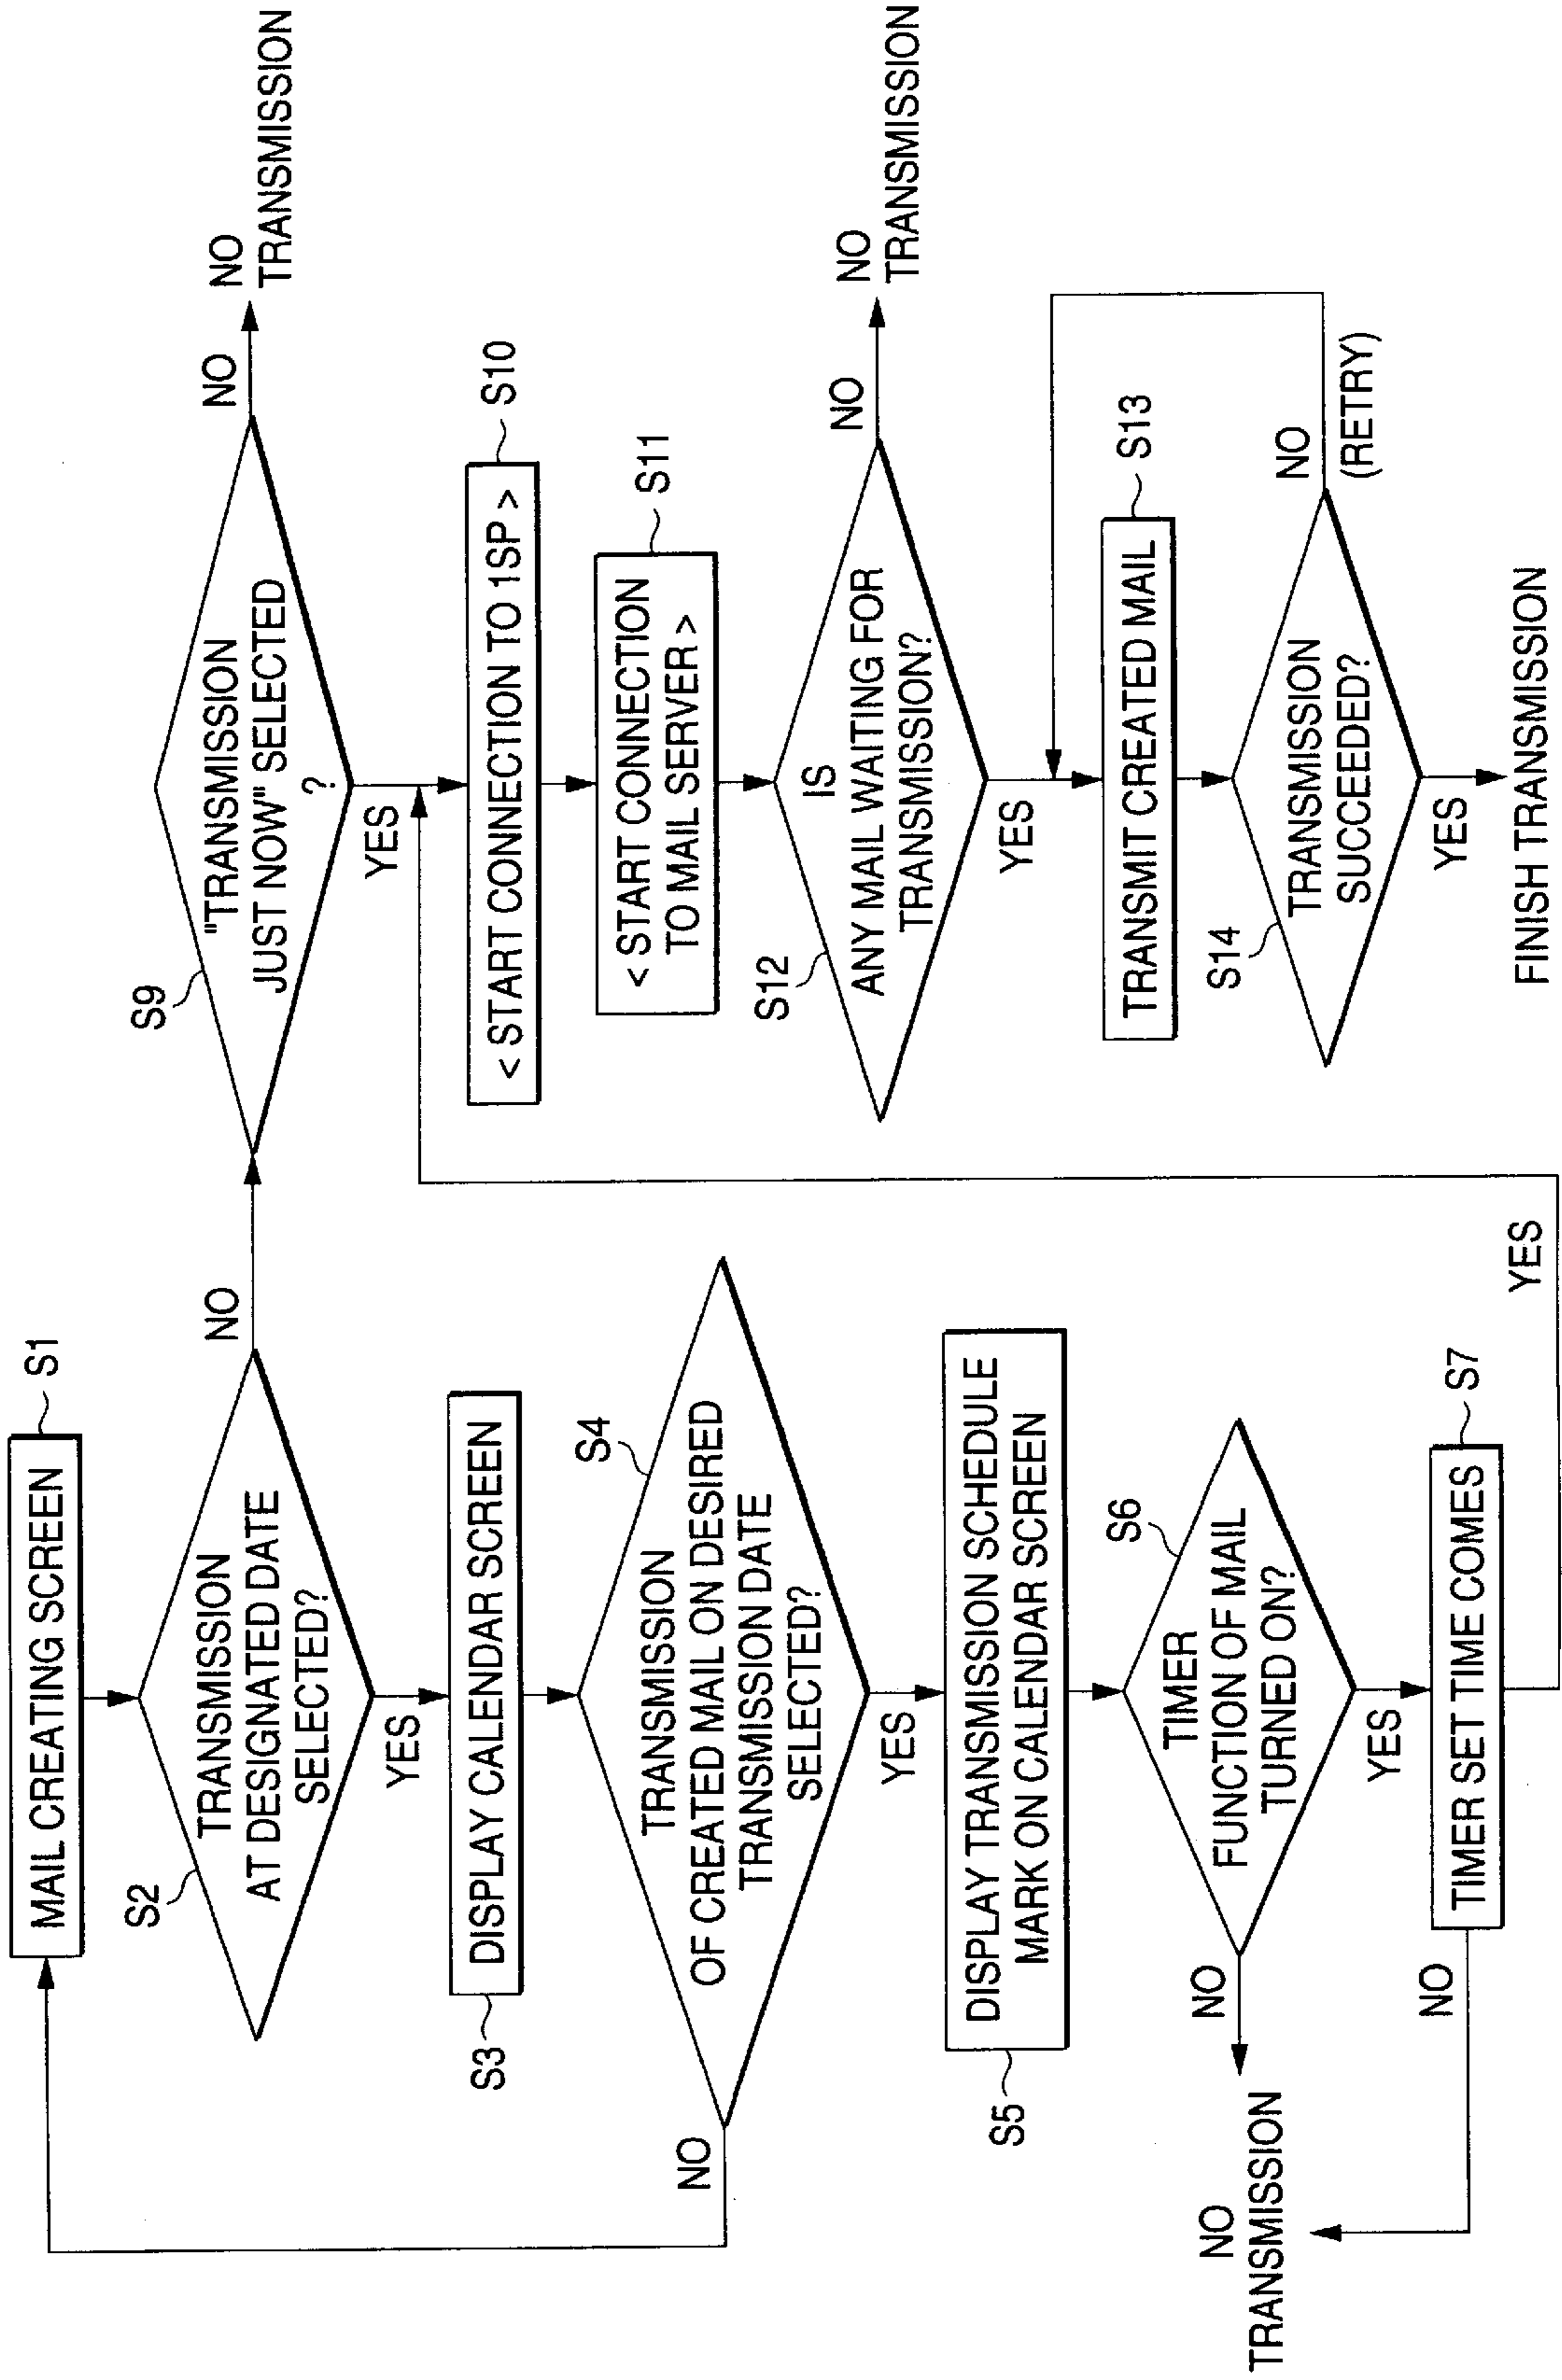 MAIL CREATING SCREEN
S1
S2
TRANSMISSION
AT DESIGNATED DATE
SELECTED?
NO
YES
DISPLAY CALENDAR SCREEN
S3
S4
TRANSMISSION
OF CREATED MAIL ON DESIRED
TRANSMISSION DATE
SELECTED?
NO
YES
DISPLAY TRANSMISSION SCHEDULE
MARK ON CALENDAR SCREEN
S5
S6
TIMER
FUNCTION OF MAIL
TURNED ON?
NO
NO
TRANSMISSION
YES
TIMER SET TIME COMES
S7
NO
YES
S9
"TRANSMISSION
JUST NOW" SELECTED
?
NO
NO
TRANSMISSION
YES
< START CONNECTION TO 1SP >
S10
< START CONNECTION
TO MAIL SERVER >
S11
S12
IS
ANY MAIL WAITING FOR
TRANSMISSION?
NO
NO
TRANSMISSION
YES
TRANSMIT CREATED MAIL
S13
S14
TRANSMISSION
SUCCEEDED?
NO
(RETRY)
YES
FINISH TRANSMISSION